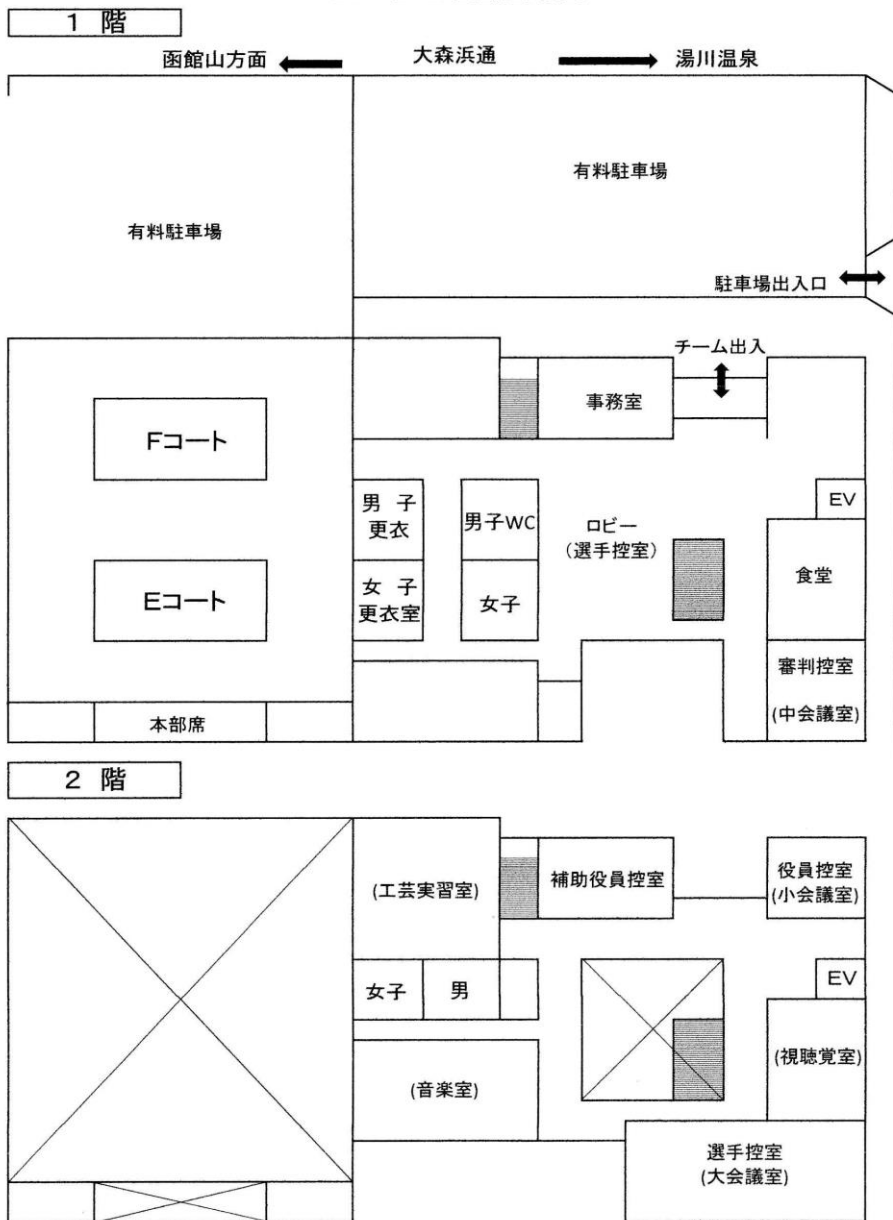 1 階
函館山方面
大森浜通
湯川温泉
有料駐車場
有料駐車場
駐車場出入口
チーム出入
事務室
Fコート
男 子
更衣
男子WC
ロビー
(選手控室)
EV
食堂
Eコート
女 子
更衣室
女子
審判控室
(中会議室)
本部席
2 階
(工芸実習室)
補助役員控室
役員控室
(小会議室)
女子
男
EV
(視聴覚室)
(音楽室)
選手控室
(大会議室)